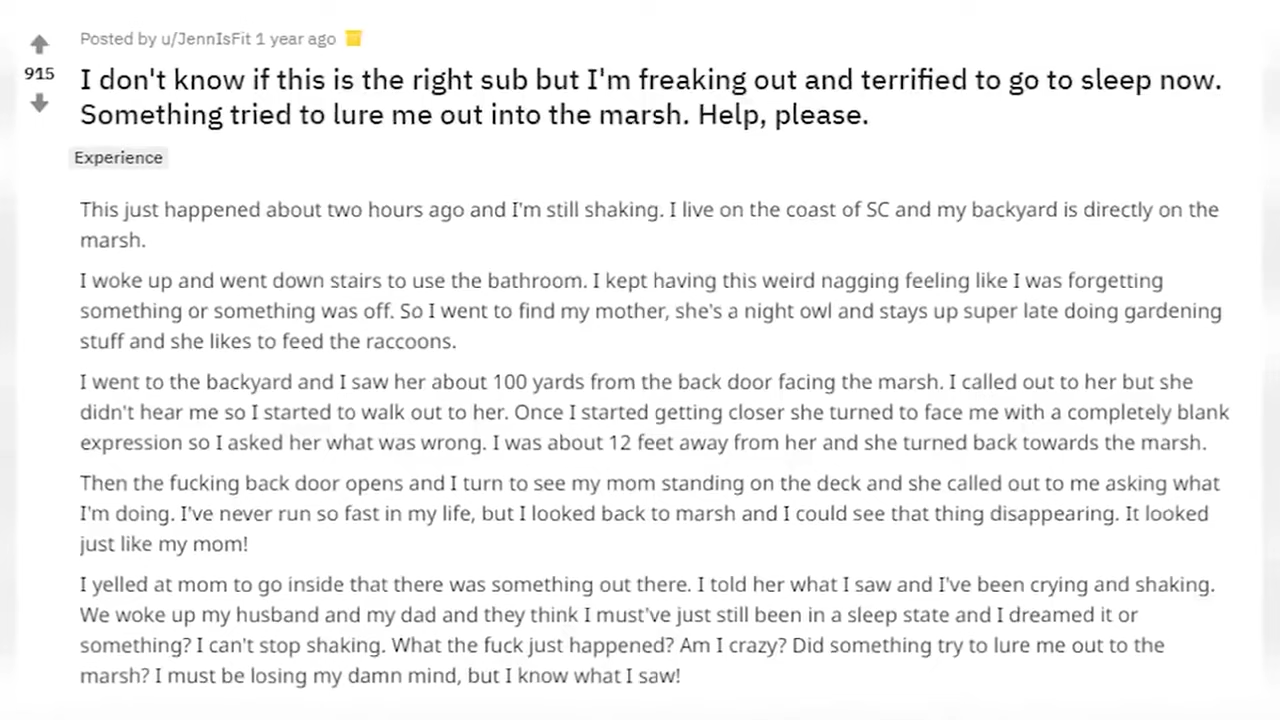 Posted by u/JennIsFit 1 year ago
915
I don't know if this is the right sub but I'm freaking out and terrified to go to sleep now.
Something tried to lure me out into the marsh. Help, please.
Experience
This just happened about two hours ago and I'm still shaking. I live on the coast of SC and my backyard is directly on the
marsh.
I woke up and went down stairs to use the bathroom. I kept having this weird nagging feeling like I was forgetting
something or something was off. So I went to find my mother, she's a night owl and stays up super late doing gardening
stuff and she likes to feed the raccoons.
I went to the backyard and I saw her about 100 yards from the back door facing the marsh. I called out to her but she
didn't hear me so I started to walk out to her. Once I started getting closer she turned to face me with a completely blank
expression so I asked her what was wrong. I was about 12 feet away from her and she turned back towards the marsh.
Then the fucking back door opens and I turn to see my mom standing on the deck and she called out to me asking what
I'm doing. I've never run so fast in my life, but I looked back to marsh and I could see that thing disappearing. It looked
just like my mom!
I yelled at mom to go inside that there was something out there. I told her what I saw and I've been crying and shaking.
We woke up my husband and my dad and they think I must've just still been in a sleep state and I dreamed it or
something? I can't stop shaking. What the fuck just happened? Am I crazy? Did something try to lure me out to the
marsh? I must be losing my damn mind, but I know what I saw!